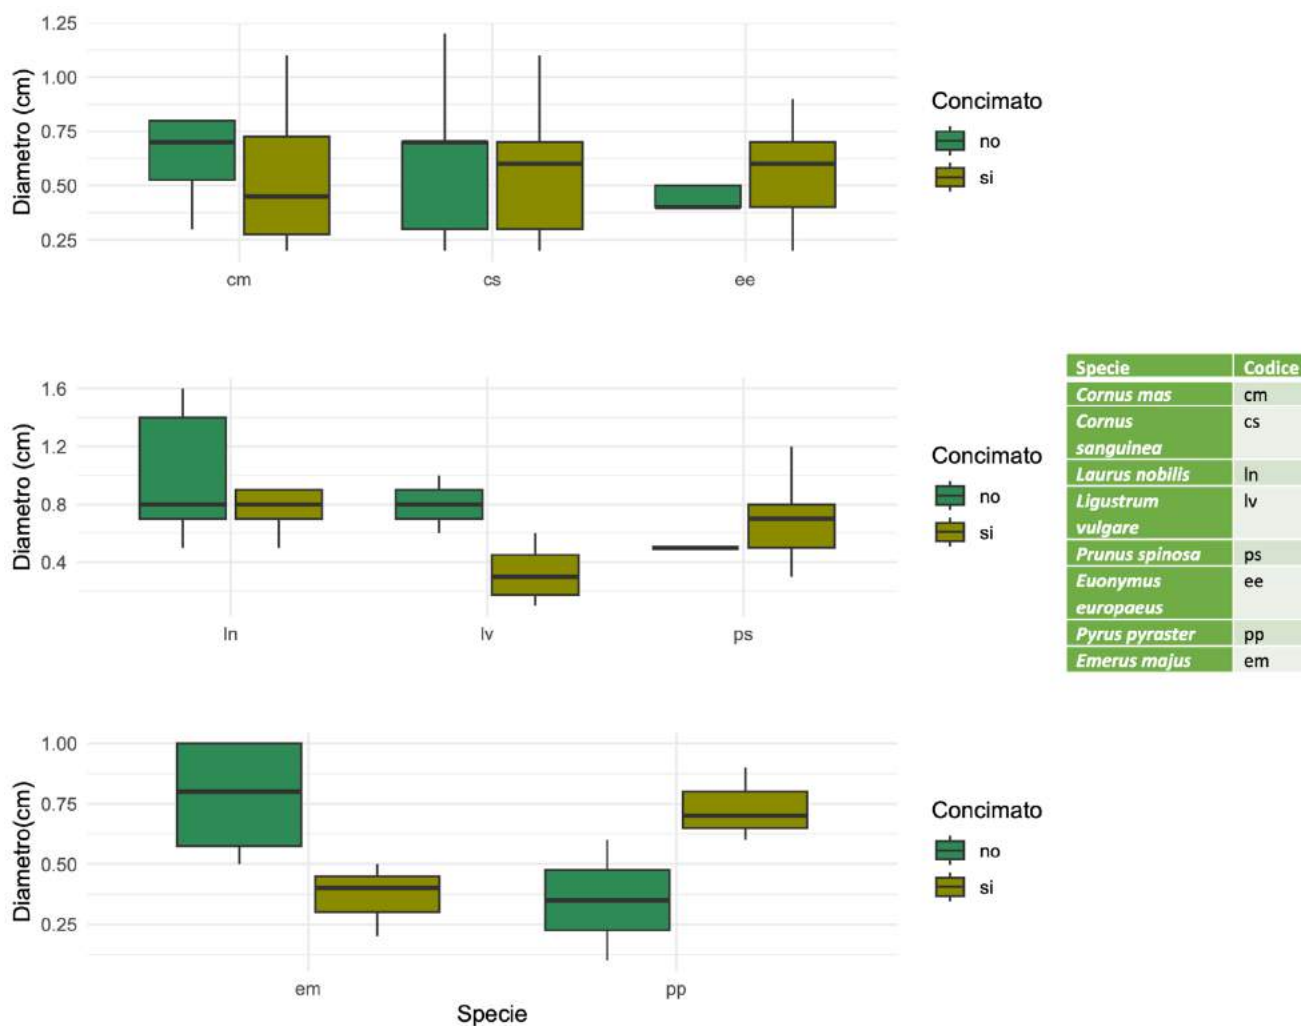 1.25
1.00
0.75
0.50
0.25
Diametro (cm)
cm
cs
ee
Concimato
no
si
1.6
1.2
0.8
0.4
Diametro (cm)
ln
lv
ps
Concimato
no
si
Specie Codice
Cornus mas cm
Cornus cs
sanguinea
Laurus nobilis ln
Ligustrum lv
vulgare
Prunus spinosa ps
Euonymus ee
europaeus
Pyrus pyraster pp
Emerus majus em
1.00
0.75
0.50
0.25
Diametro(cm)
em
pp
Specie
Concimato
no
si